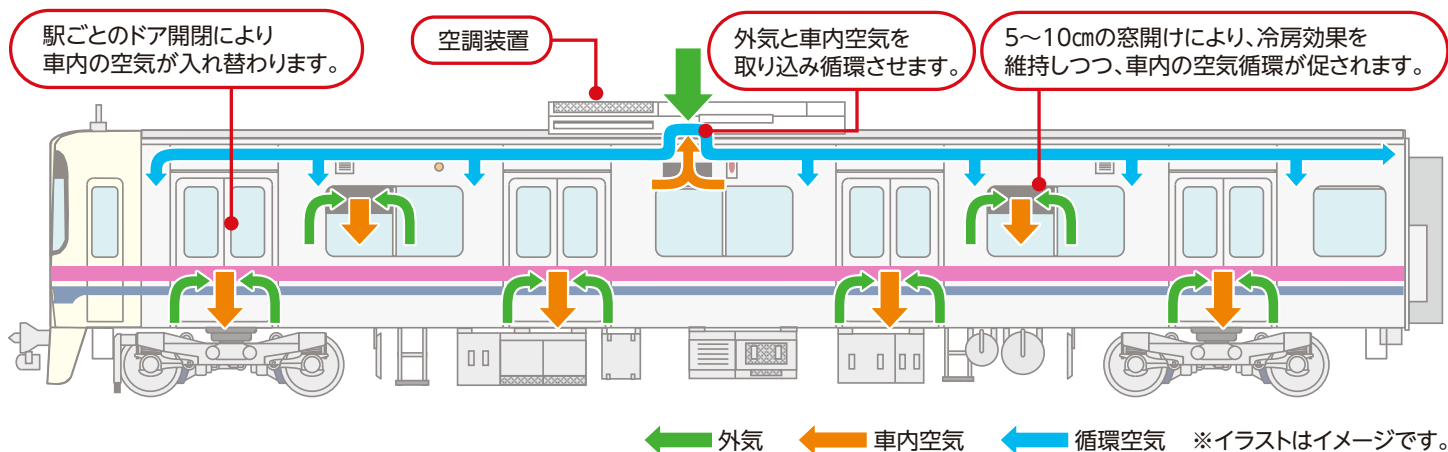 駅ごとのドア開閉により
車内の空気が入れ替わります。
空調装置
外気と車内空気を
取り込み循環させます。
5〜10㎝の窓開けにより、冷房効果を
維持しつつ、車内の空気循環が促されます。
外気 車内空気 循環空気 ※イラストはイメージです。